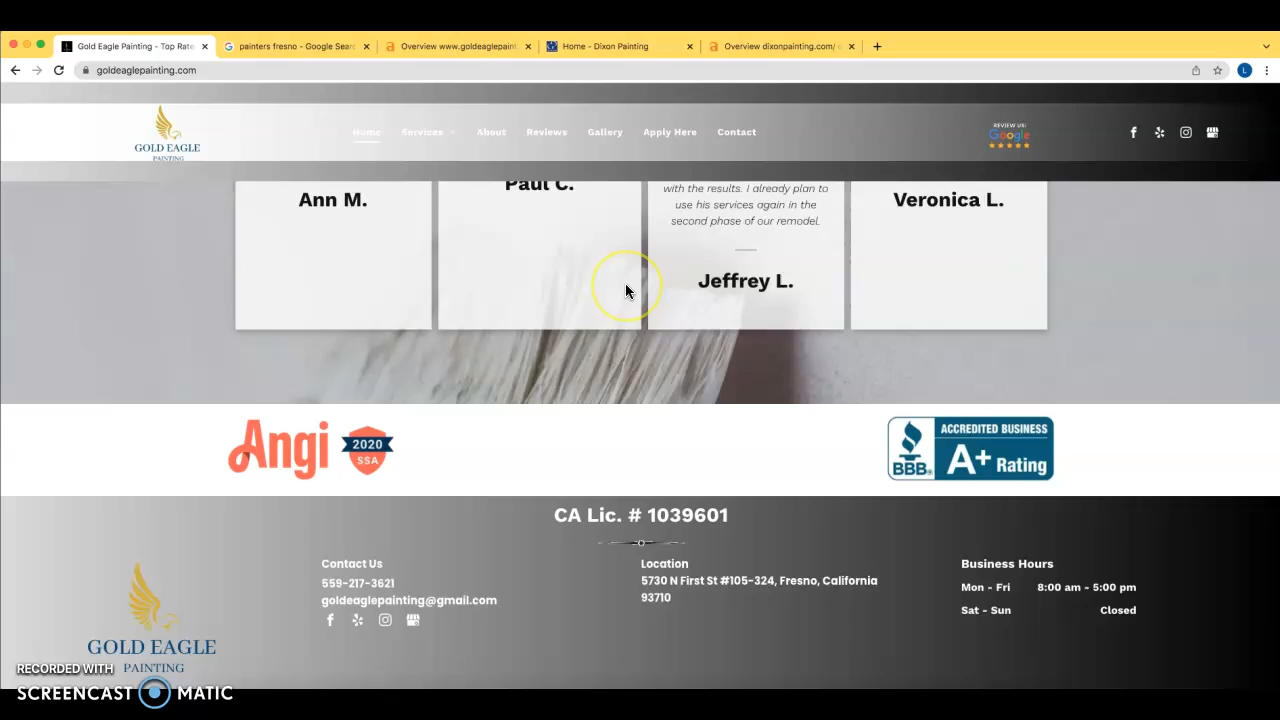 Gold Eagle Painting - Top Rate
painters fresno - Google Sear
Overview www.goldeaglepaint
Home - Dixon Painting
Overview dixonpainting.com/
goldeaglepainting.com
L
GOLD EAGLE
PAINTING
Home
Services
About
Reviews
Gallery
Apply Here
Contact
REVIEW US:
Google
Ann M.
Paul C.
with the results. I already plan to
use his services again in the
second phase of our remodel.
Jeffrey L.
Veronica L.
Angi
2020
SSA
BBB
ACCREDITED BUSINESS
A+ Rating
CA Lic. # 1039601
Contact Us
559-217-3621
goldeaglepainting@gmail.com
Location
5730 N First St #105-324, Fresno, California
93710
Business Hours
Mon - Fri 8:00 am - 5:00 pm
Sat - Sun Closed
GOLD EAGLE
PAINTING
RECORDED WITH
SCREENCAST MATIC